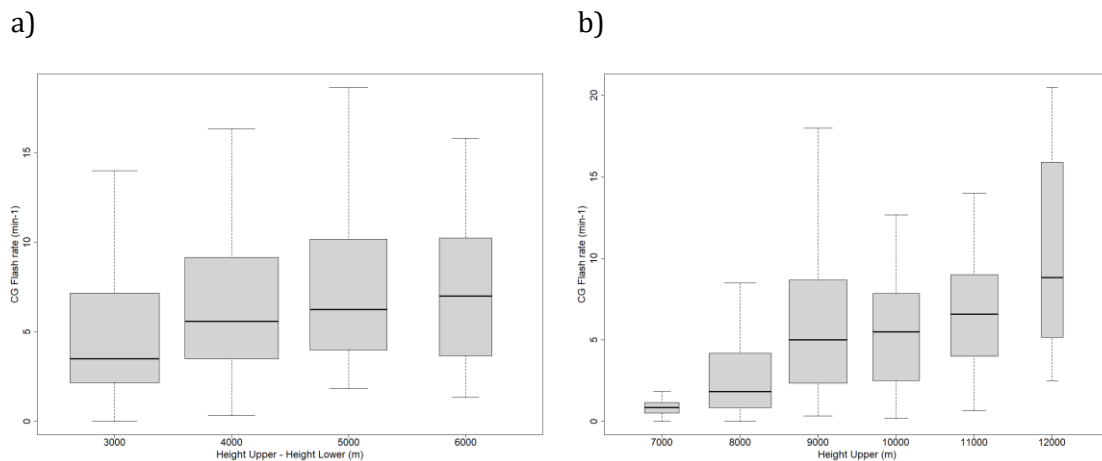 a)
b)
CG Flash rate (min-1)
15
10
5
0
3000 4000 5000 6000
Height Upper - Height Lower (m)
CG Flash rate (min-1)
20
15
10
5
0
7000 8000 9000 10000 11000 12000
Height Upper (m)